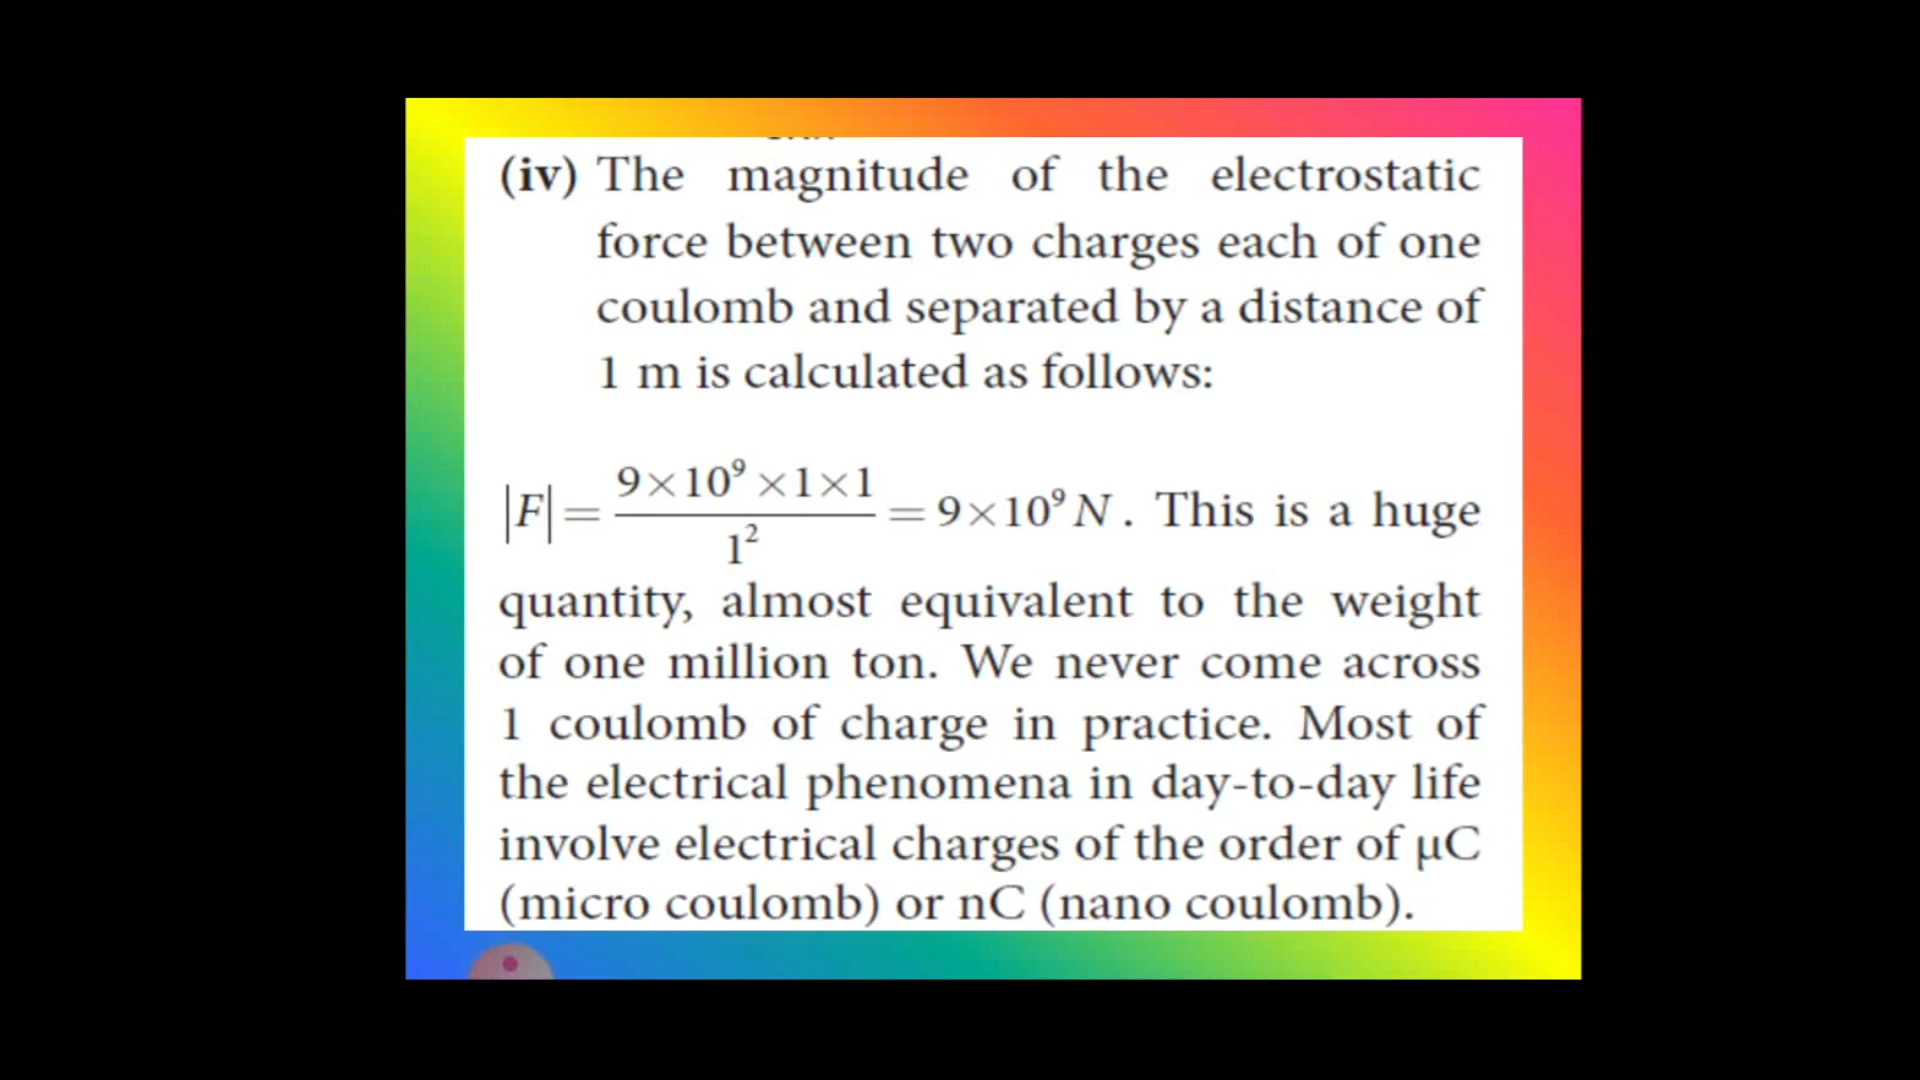 (iv) The magnitude of the electrostatic
force between two charges each of one
coulomb and separated by a distance of
1 m is calculated as follows:
|F| = 9×10⁹ ×1×1 / 1² = 9×10⁹ N . This is a huge
quantity, almost equivalent to the weight
of one million ton. We never come across
1 coulomb of charge in practice. Most of
the electrical phenomena in day-to-day life
involve electrical charges of the order of μC
(micro coulomb) or nC (nano coulomb).